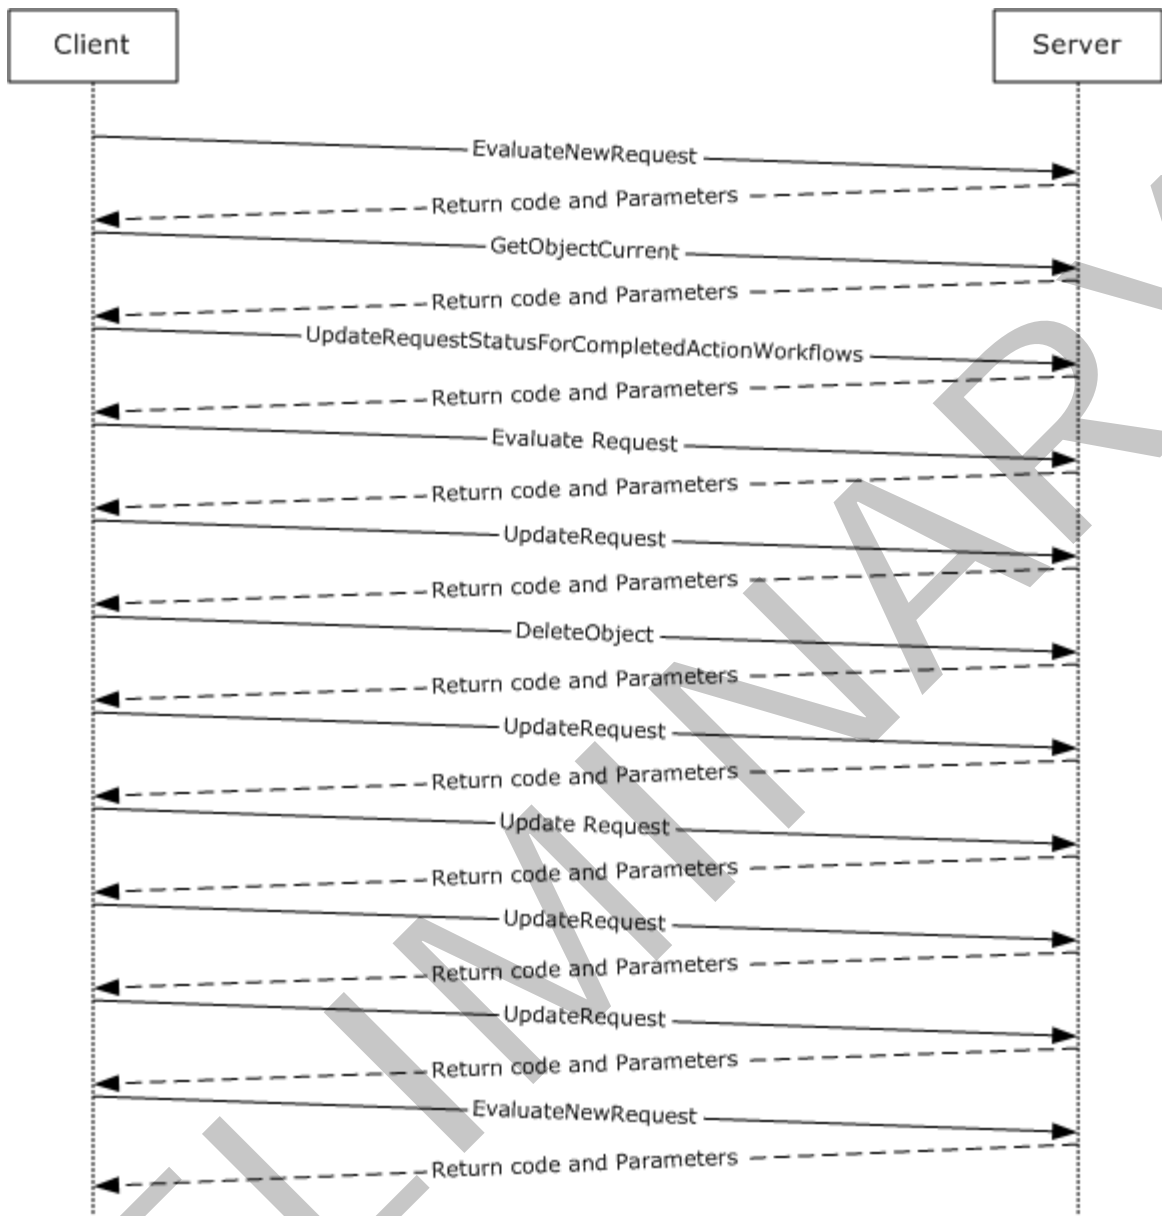 Client
Server
EvaluateNewRequest
Return code and Parameters
GetObjectCurrent
Return code and Parameters
UpdateRequestStatusForCompletedActionWorkflows
Return code and Parameters
Evaluate Request
Return code and Parameters
UpdateRequest
Return code and Parameters
DeleteObject
Return code and Parameters
UpdateRequest
Return code and Parameters
Update Request
Return code and Parameters
UpdateRequest
Return code and Parameters
UpdateRequest
Return code and Parameters
EvaluateNewRequest
Return code and Parameters
ELIMINARY